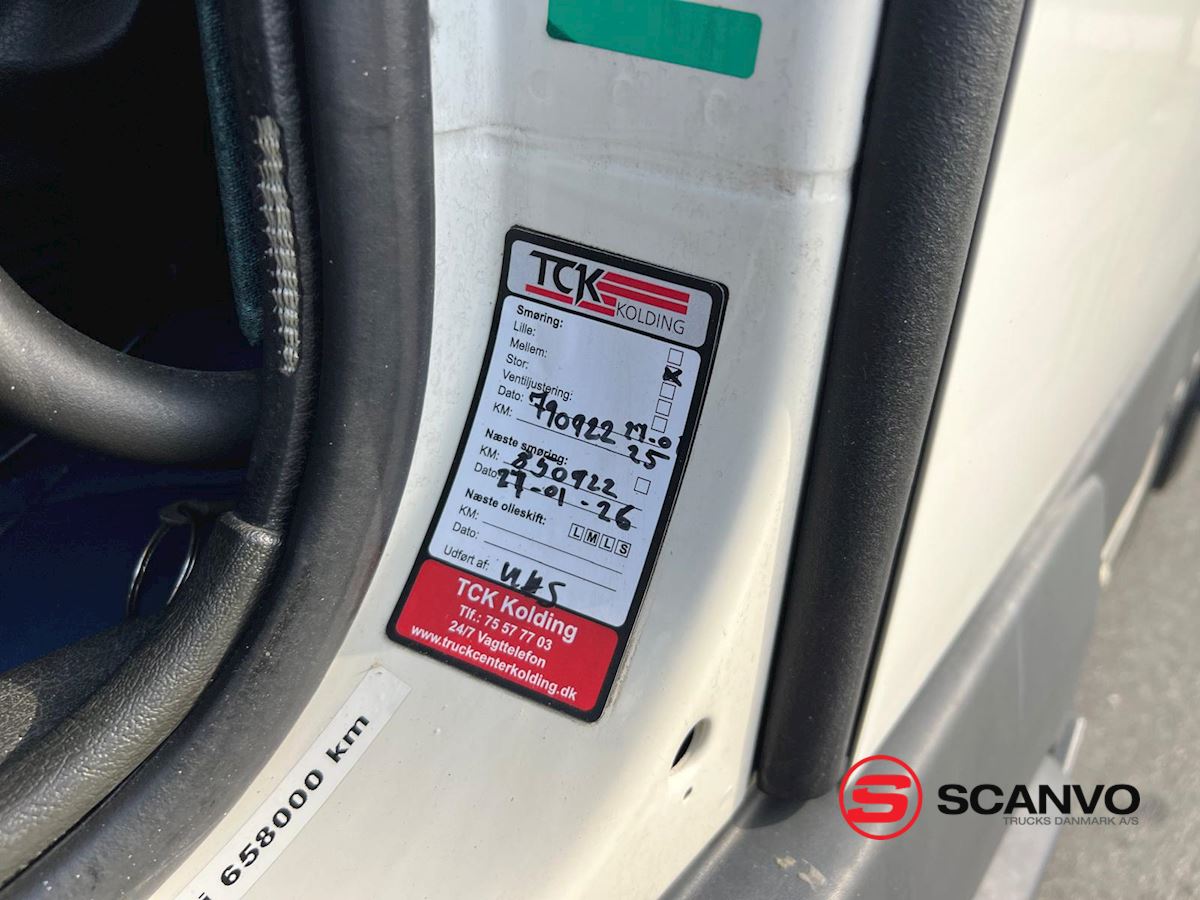 TCK
KOLDING
Smøring:
Lille:
Mellem:
Stor:
Ventiljustering:
Dato:
KM: 790922
25
Næste smøring:
KM: 850922
Dato: 27-01-26
Næste olieskift: L M L S
KM:
Dato:
Udført af:
TCK Kolding
Tlf.: 75 57 77 03
24/7 Vagttelefon
www.truckcenterkolding.dk
i 658000 km
SCANVO
TRUCKS DANMARK A/S